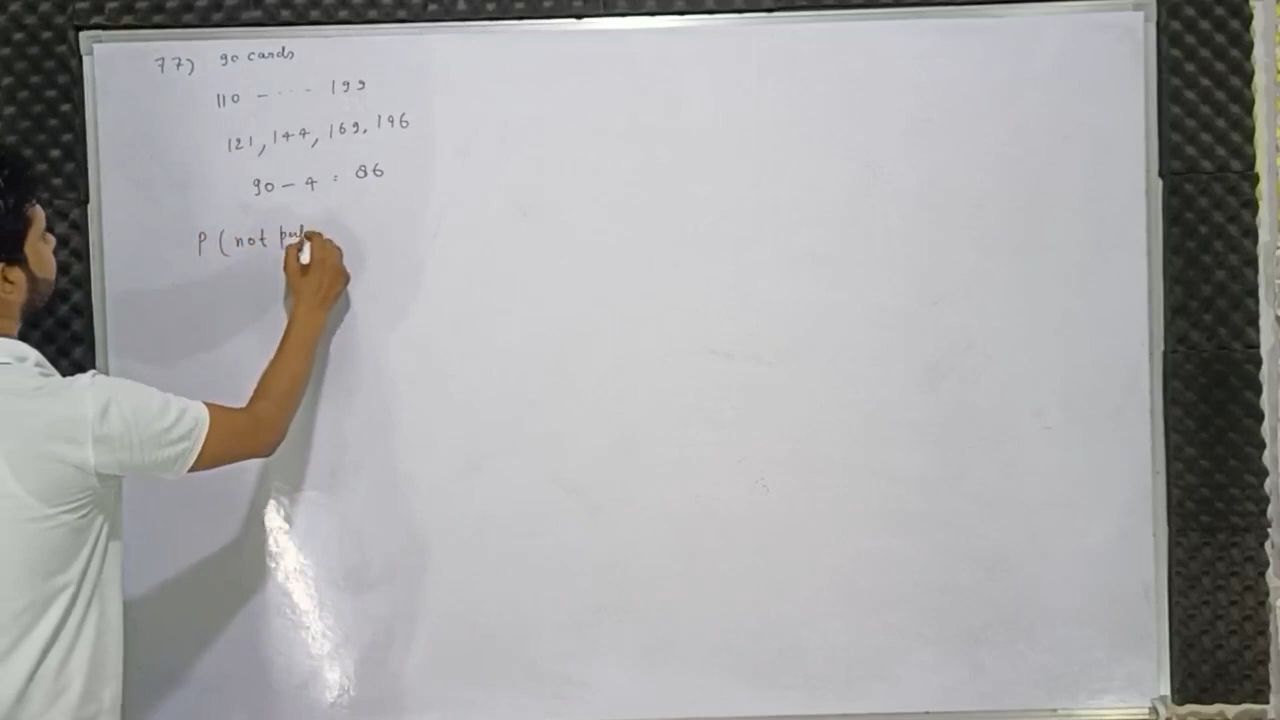 77) 90 cards
110 - ... - 199
121, 144, 169, 196
90 - 4 = 86
P ( not